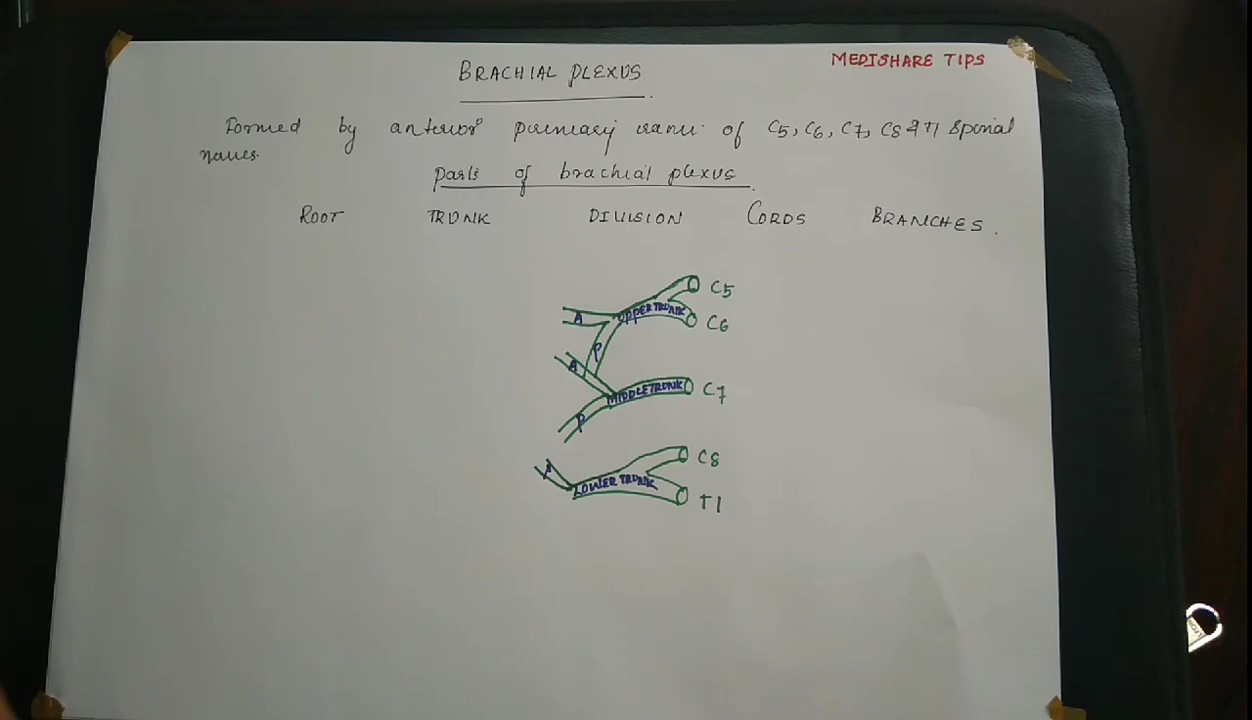 BRACHIAL PLEXUS
MEDISHARE TIPS
Formed by anterior primary rami of C5, C6, C7, C8 & T1 Spinal
nerves.
Parts of brachial plexus
ROOT TRUNK DIVISION CORDS BRANCHES.
C5
A UPPER TRUNK
C6
P
A
MIDDLE TRUNK C7
P
C8
A
LOWER TRUNK
T1